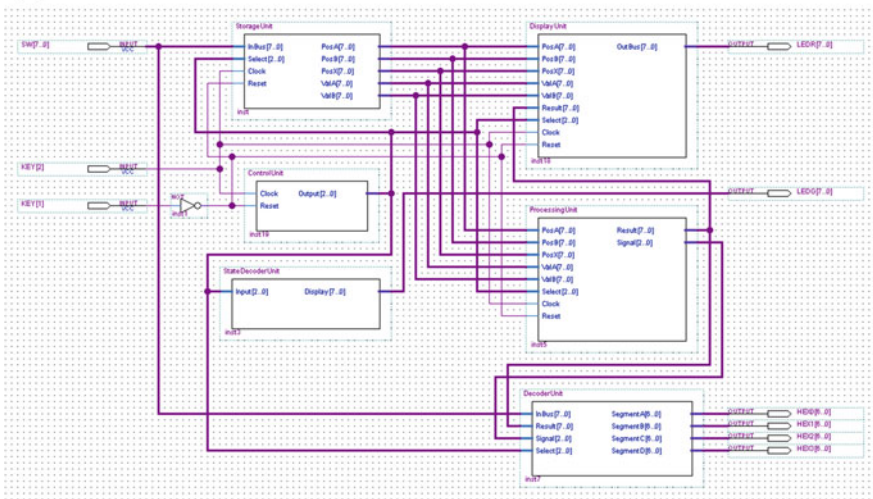 StorageUnit
DisplayUnit
SW[7..0]
INPUT
VCC
InBus[7..0]
PosA[7..0]
Select[2..0]
PosB[7..0]
Clock
PosX[7..0]
Reset
ValA[7..0]
ValB[7..0]
inst
PosA[7..0]
OutBus[7..0]
PosB[7..0]
PosX[7..0]
ValA[7..0]
ValB[7..0]
Result[7..0]
Select[2..0]
Clock
Reset
inst18
OUTPUT
LEDR[7..0]
KEY[2]
INPUT
VCC
KEY[1]
INPUT
VCC
NOT
inst1
ControlUnit
Clock
Output[2..0]
Reset
inst19
OUTPUT
LEDG[7..0]
ProcessingUnit
PosA[7..0]
Result[7..0]
PosB[7..0]
Signal[2..0]
PosX[7..0]
ValA[7..0]
ValB[7..0]
Select[2..0]
Clock
Reset
inst5
StateDecoderUnit
Input[2..0]
Display[7..0]
inst3
DecoderUnit
InBus[7..0]
SegmentA[6..0]
Result[7..0]
SegmentB[6..0]
Signal[2..0]
SegmentC[6..0]
Select[2..0]
SegmentD[6..0]
inst7
OUTPUT
HEX0[6..0]
OUTPUT
HEX1[6..0]
OUTPUT
HEX2[6..0]
OUTPUT
HEX3[6..0]